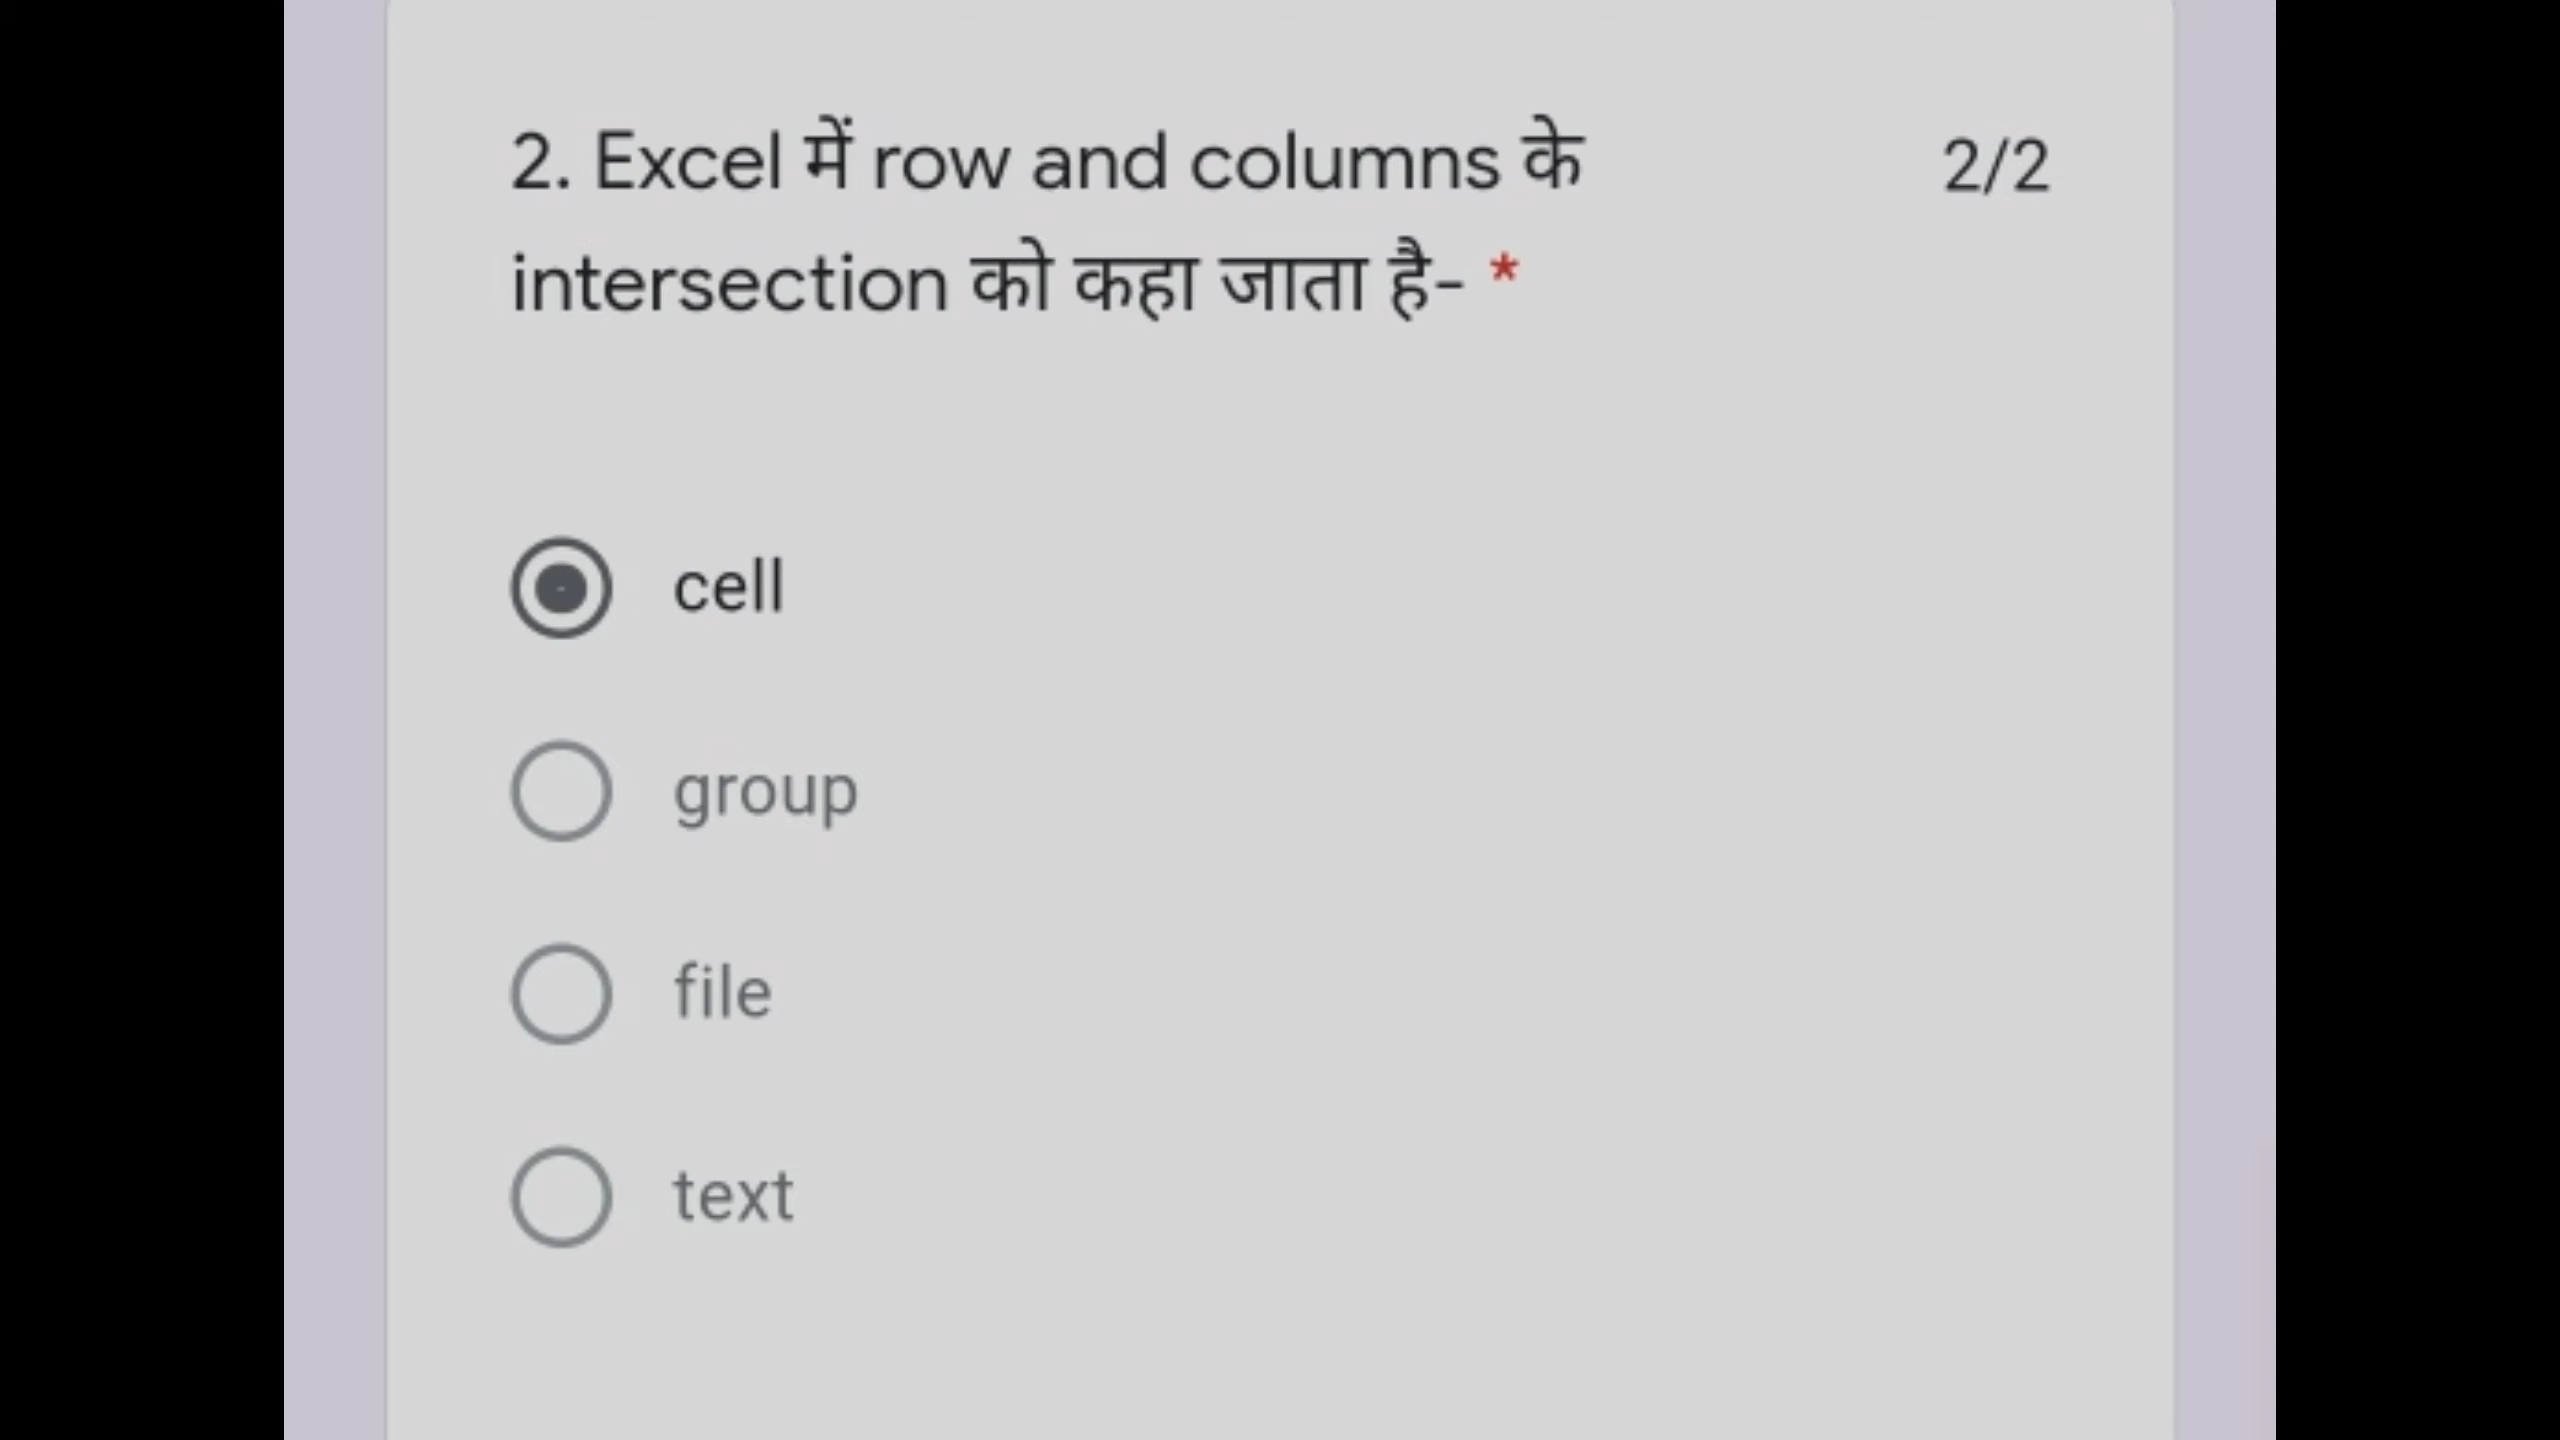 2. Excel में row and columns के 2/2
intersection को कहा जाता है- *
cell
group
file
text